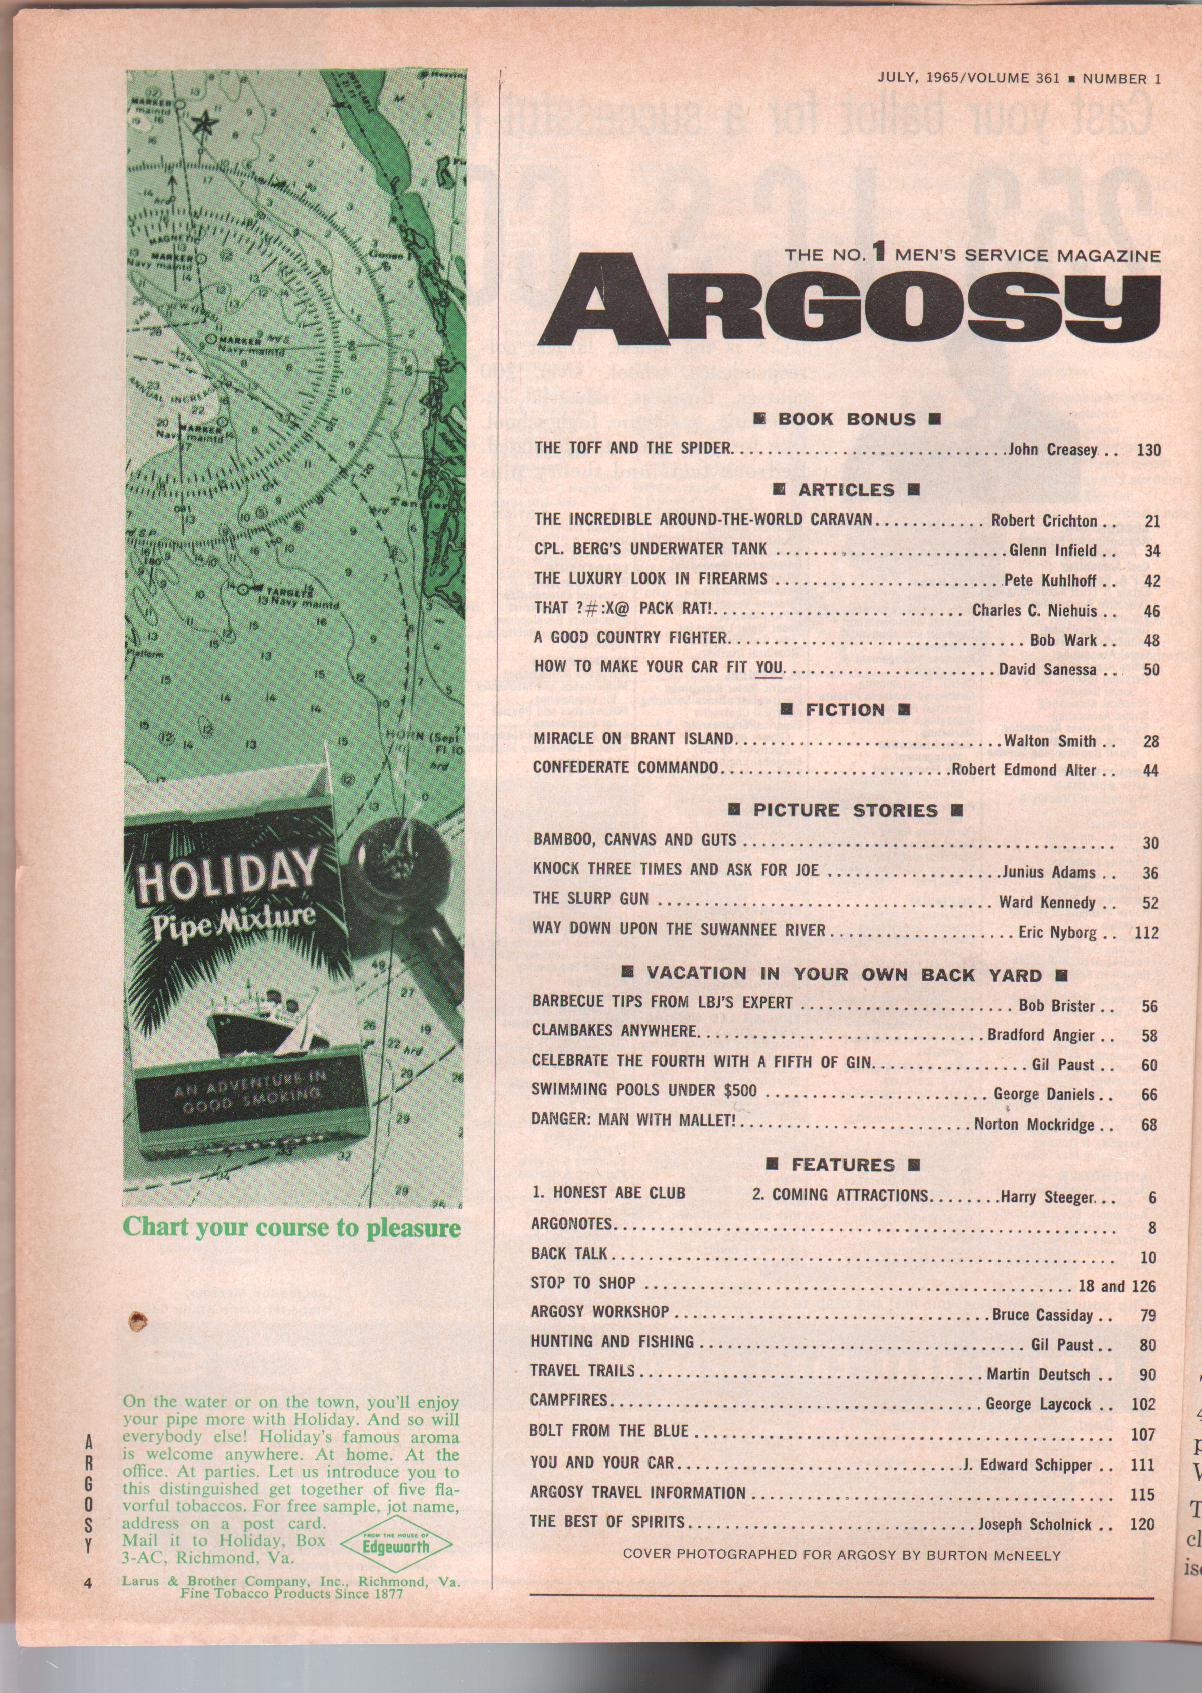 JULY, 1965/VOLUME 361 ■ NUMBER 1
THE NO. 1 MEN'S SERVICE MAGAZINE
ARGOSY
■ BOOK BONUS ■
THE TOFF AND THE SPIDER. John Creasey . . 130
■ ARTICLES ■
THE INCREDIBLE AROUND-THE-WORLD CARAVAN. Robert Crichton . . 21
CPL. BERG'S UNDERWATER TANK Glenn Infield . . 34
THE LUXURY LOOK IN FIREARMS Pete Kuhlhoff . . 42
THAT ?#:X@ PACK RAT! Charles C. Niehuis . . 46
A GOOD COUNTRY FIGHTER. Bob Wark . . 48
HOW TO MAKE YOUR CAR FIT YOU. David Sanessa . . 50
■ FICTION ■
MIRACLE ON BRANT ISLAND. Walton Smith . . 28
CONFEDERATE COMMANDO. Robert Edmond Alter . . 44
■ PICTURE STORIES ■
BAMBOO, CANVAS AND GUTS 30
KNOCK THREE TIMES AND ASK FOR JOE Junius Adams . . 36
THE SLURP GUN Ward Kennedy . . 52
WAY DOWN UPON THE SUWANNEE RIVER Eric Nyborg . . 112
■ VACATION IN YOUR OWN BACK YARD ■
BARBECUE TIPS FROM LBJ'S EXPERT Bob Brister . . 56
CLAMBAKES ANYWHERE. Bradford Angier . . 58
CELEBRATE THE FOURTH WITH A FIFTH OF GIN. Gil Paust . . 60
SWIMMING POOLS UNDER $500 George Daniels . . 66
DANGER: MAN WITH MALLET! Norton Mockridge . . 68
■ FEATURES ■
1. HONEST ABE CLUB 2. COMING ATTRACTIONS. Harry Steeger. . . 6
ARGONOTES. 8
BACK TALK 10
STOP TO SHOP 18 and 126
ARGOSY WORKSHOP Bruce Cassiday . . 79
HUNTING AND FISHING Gil Paust . . 80
TRAVEL TRAILS Martin Deutsch . . 90
CAMPFIRES. George Laycock . . 102
BOLT FROM THE BLUE 107
YOU AND YOUR CAR. J. Edward Schipper . . 111
ARGOSY TRAVEL INFORMATION 115
THE BEST OF SPIRITS. Joseph Scholnick . . 120
COVER PHOTOGRAPHED FOR ARGOSY BY BURTON McNEELY
HOLIDAY
Pipe Mixture
AN ADVENTURE IN
GOOD SMOKING
Chart your course to pleasure
On the water or on the town, you'll enjoy
your pipe more with Holiday. And so will
everybody else! Holiday's famous aroma
is welcome anywhere. At home. At the
office. At parties. Let us introduce you to
this distinguished get together of five fla-
vorful tobaccos. For free sample, jot name,
address on a post card.
Mail it to Holiday, Box
3-AC, Richmond, Va.
FROM THE HOUSE OF
Edgeworth
Larus & Brother Company, Inc., Richmond, Va.
Fine Tobacco Products Since 1877
ARGOSY
4